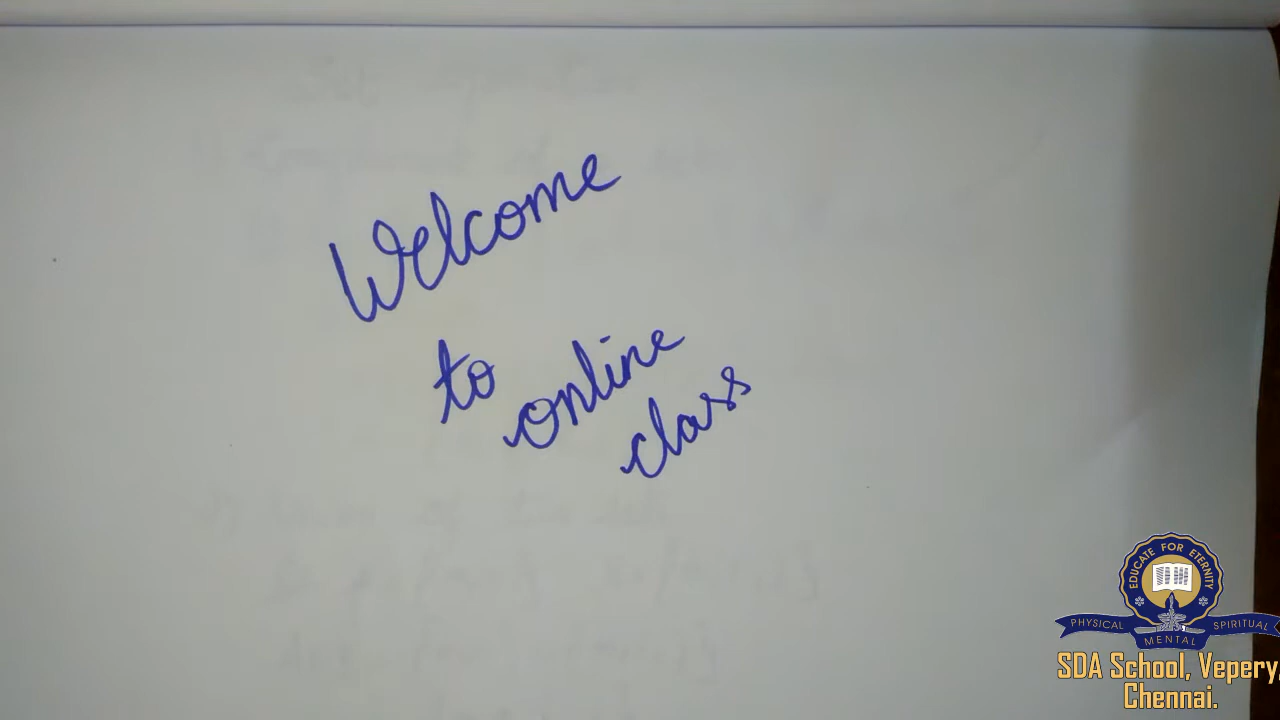 Welcome
to online
class
EDUCATE FOR ETERNITY
PHYSICAL MENTAL SPIRITUAL
SDA School, Vepery,
Chennai.